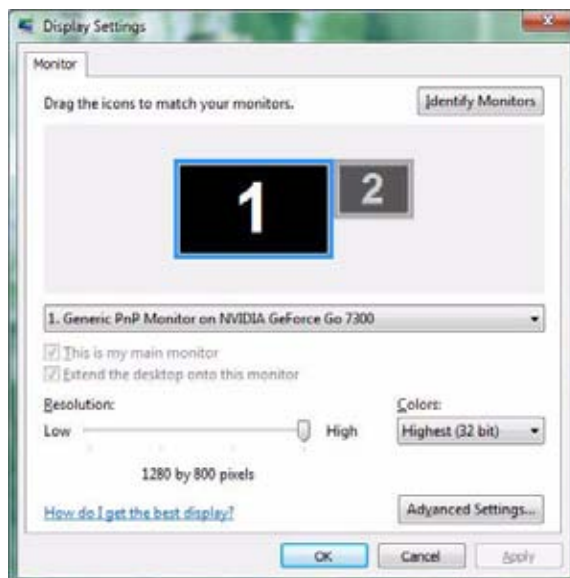 Display Settings
Monitor
Drag the icons to match your monitors.
Identify Monitors
1
2
1. Generic PnP Monitor on NVIDIA GeForce Go 7300
This is my main monitor
Extend the desktop onto this monitor
Resolution:
Colors:
Low
High
Highest (32 bit)
1280 by 800 pixels
How do I get the best display?
Advanced Settings...
OK
Cancel
Apply